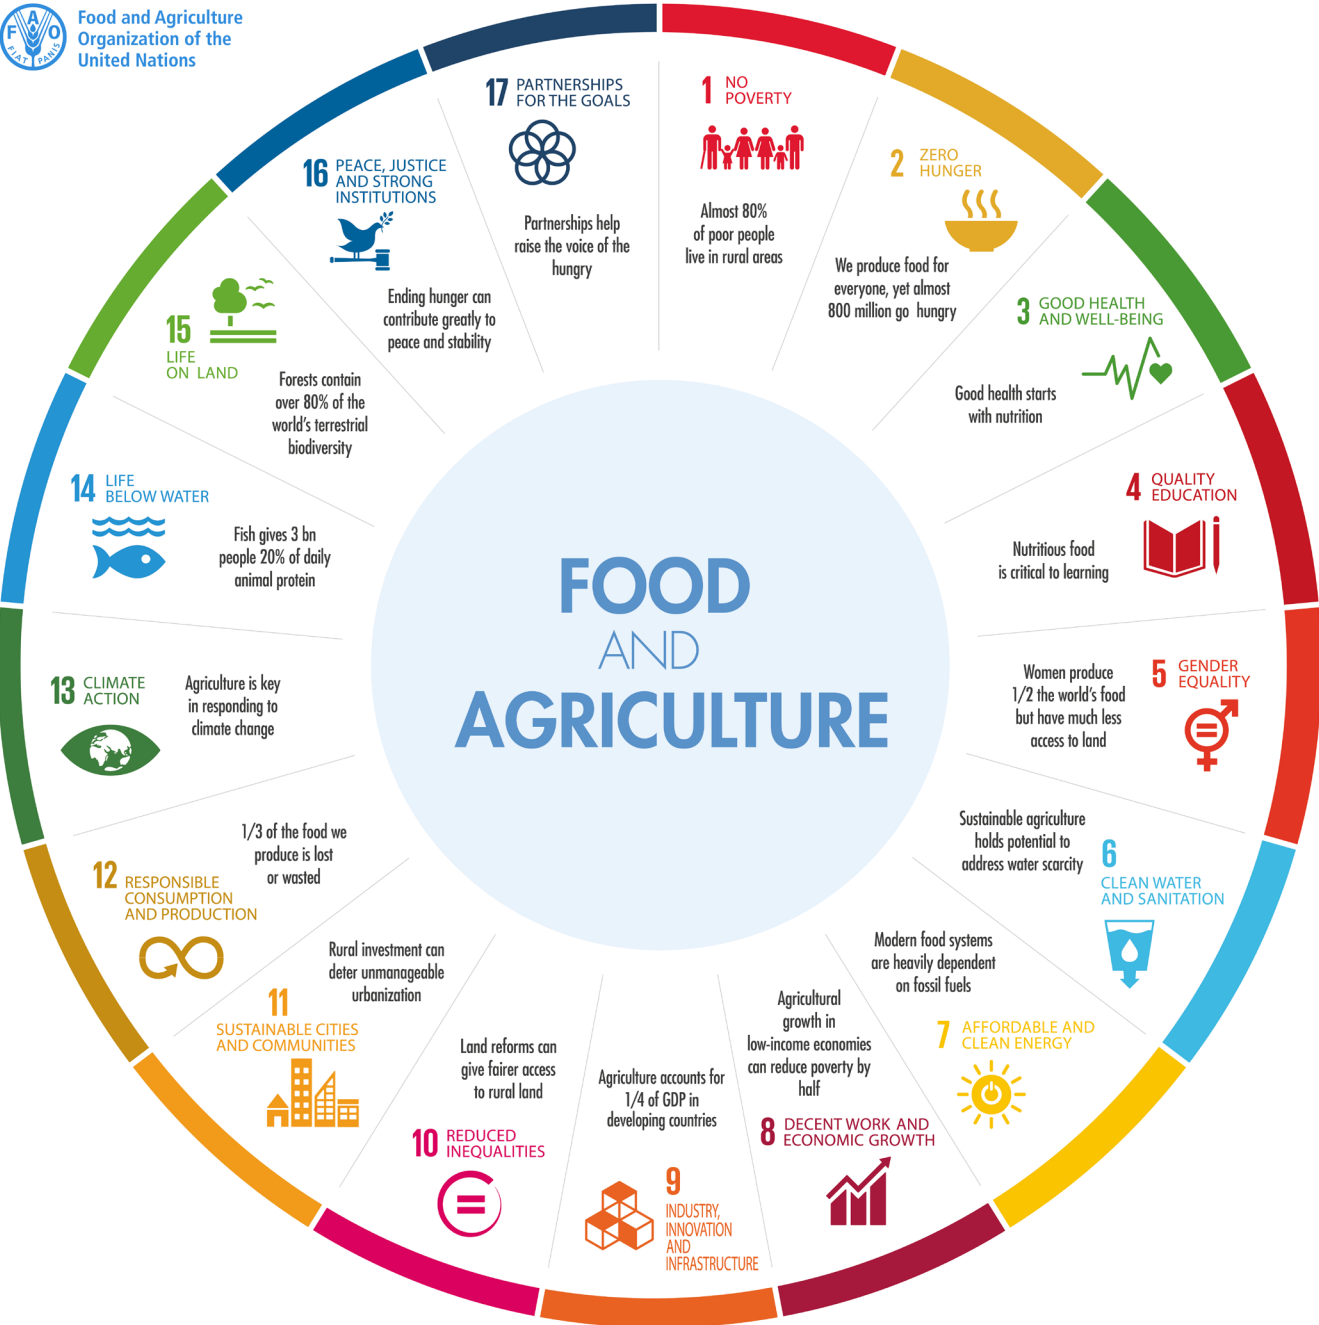 F A O
FIAT PANIS
Food and Agriculture
Organization of the
United Nations
FOOD
AND
AGRICULTURE
1 NO
POVERTY
Almost 80%
of poor people
live in rural areas
2 ZERO
HUNGER
We produce food for
everyone, yet almost
800 million go hungry
3 GOOD HEALTH
AND WELL-BEING
Good health starts
with nutrition
4 QUALITY
EDUCATION
Nutritious food
is critical to learning
5 GENDER
EQUALITY
Women produce
1/2 the world's food
but have much less
access to land
6
CLEAN WATER
AND SANITATION
Sustainable agriculture
holds potential to
address water scarcity
7 AFFORDABLE AND
CLEAN ENERGY
Modern food systems
are heavily dependent
on fossil fuels
8 DECENT WORK AND
ECONOMIC GROWTH
Agricultural
growth in
low-income economies
can reduce poverty by
half
9
INDUSTRY,
INNOVATION
AND
INFRASTRUCTURE
Agriculture accounts for
1/4 of GDP in
developing countries
10 REDUCED
INEQUALITIES
Land reforms can
give fairer access
to rural land
11
SUSTAINABLE CITIES
AND COMMUNITIES
Rural investment can
deter unmanageable
urbanization
12 RESPONSIBLE
CONSUMPTION
AND PRODUCTION
1/3 of the food we
produce is lost
or wasted
13 CLIMATE
ACTION
Agriculture is key
in responding to
climate change
14 LIFE
BELOW WATER
Fish gives 3 bn
people 20% of daily
animal protein
15
LIFE
ON LAND
Forests contain
over 80% of the
world's terrestrial
biodiversity
16 PEACE, JUSTICE
AND STRONG
INSTITUTIONS
Ending hunger can
contribute greatly to
peace and stability
17 PARTNERSHIPS
FOR THE GOALS
Partnerships help
raise the voice of the
hungry